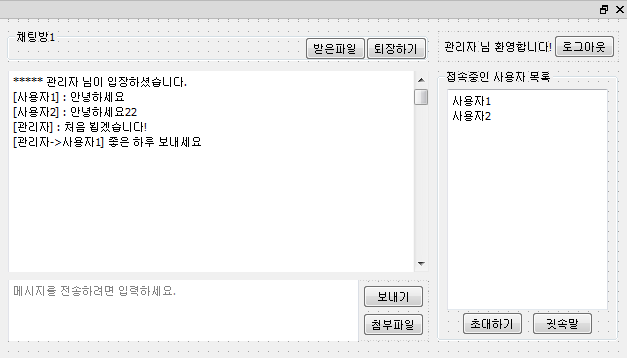 채팅방1
받은파일 퇴장하기
***** 관리자 님이 입장하셨습니다.
[사용자1] : 안녕하세요
[사용자2] : 안녕하세요22
[관리자] : 처음 뵙겠습니다!
[관리자->사용자1] 좋은 하루 보내세요
메시지를 전송하려면 입력하세요.
보내기
첨부파일
관리자 님 환영합니다! 로그아웃
접속중인 사용자 목록
사용자1
사용자2
초대하기 귓속말